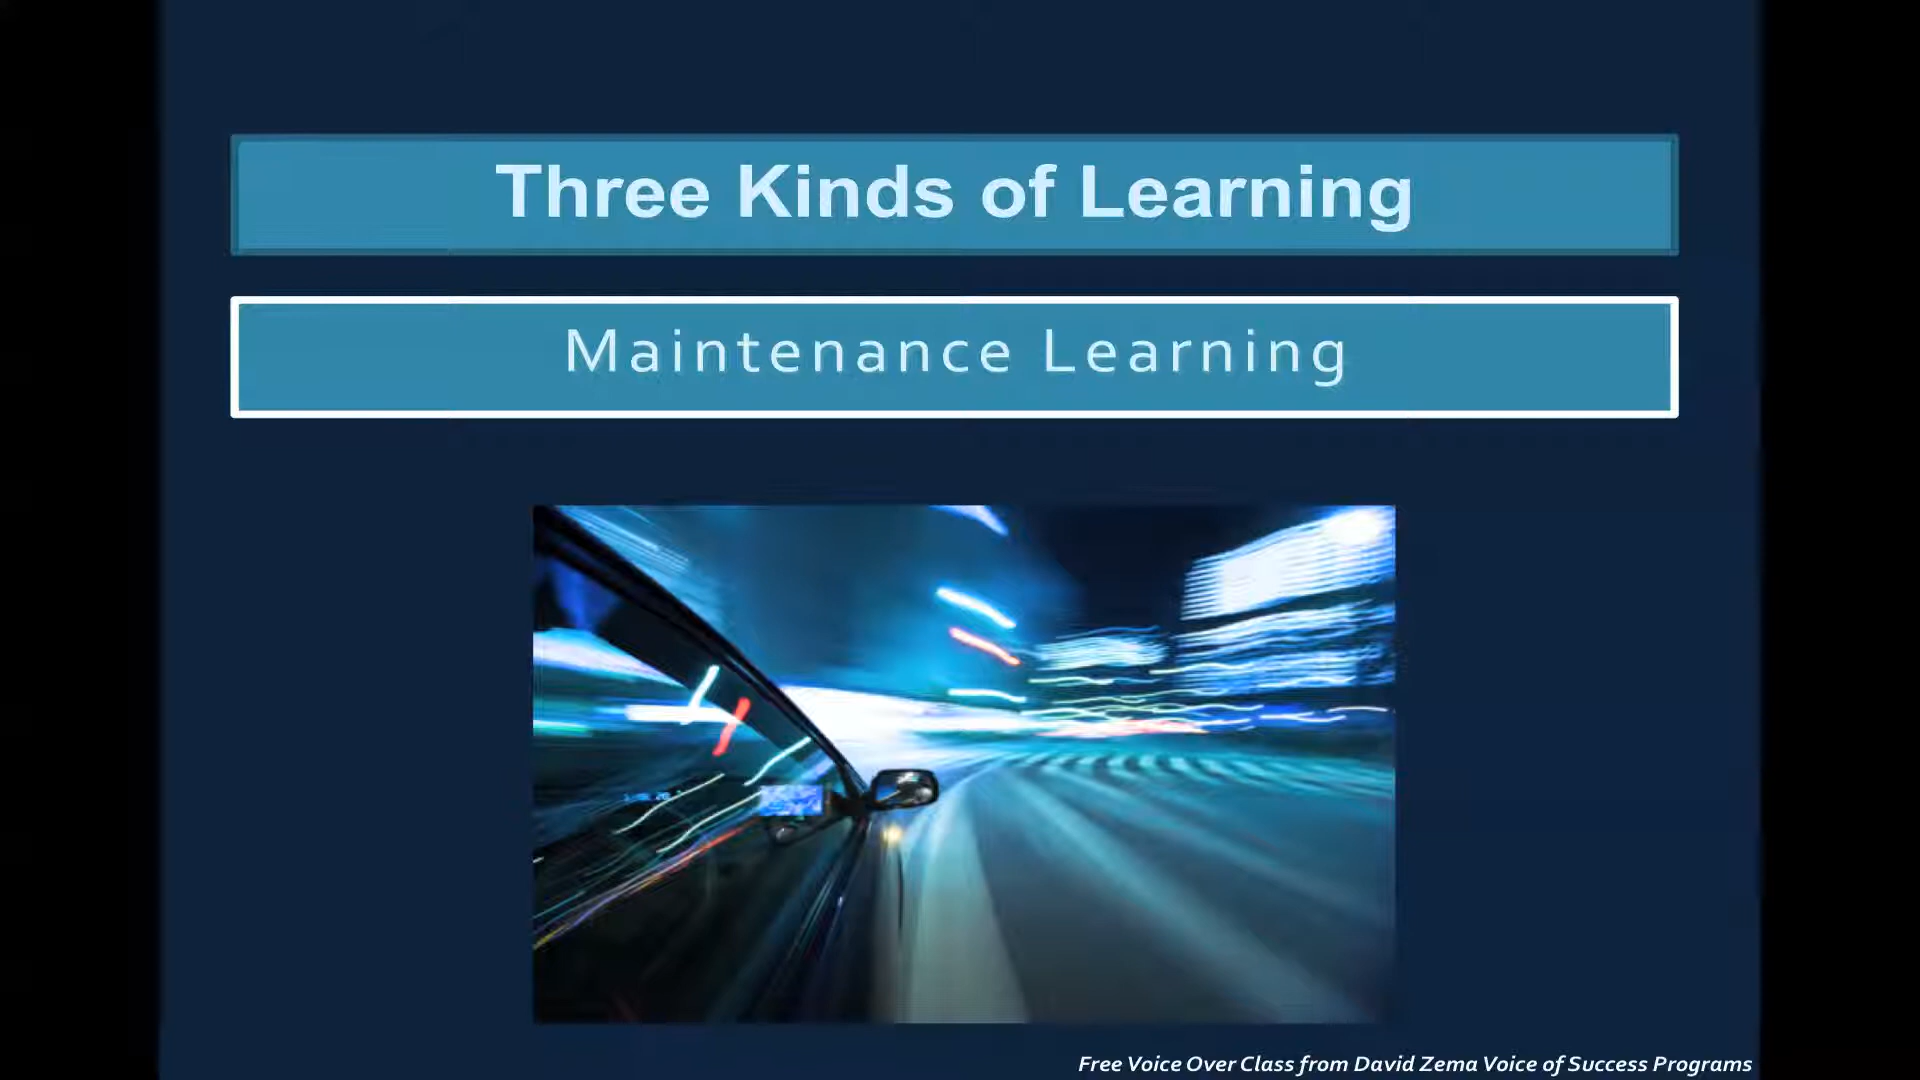 Three Kinds of Learning
Maintenance Learning
Free Voice Over Class from David Zema Voice of Success Programs